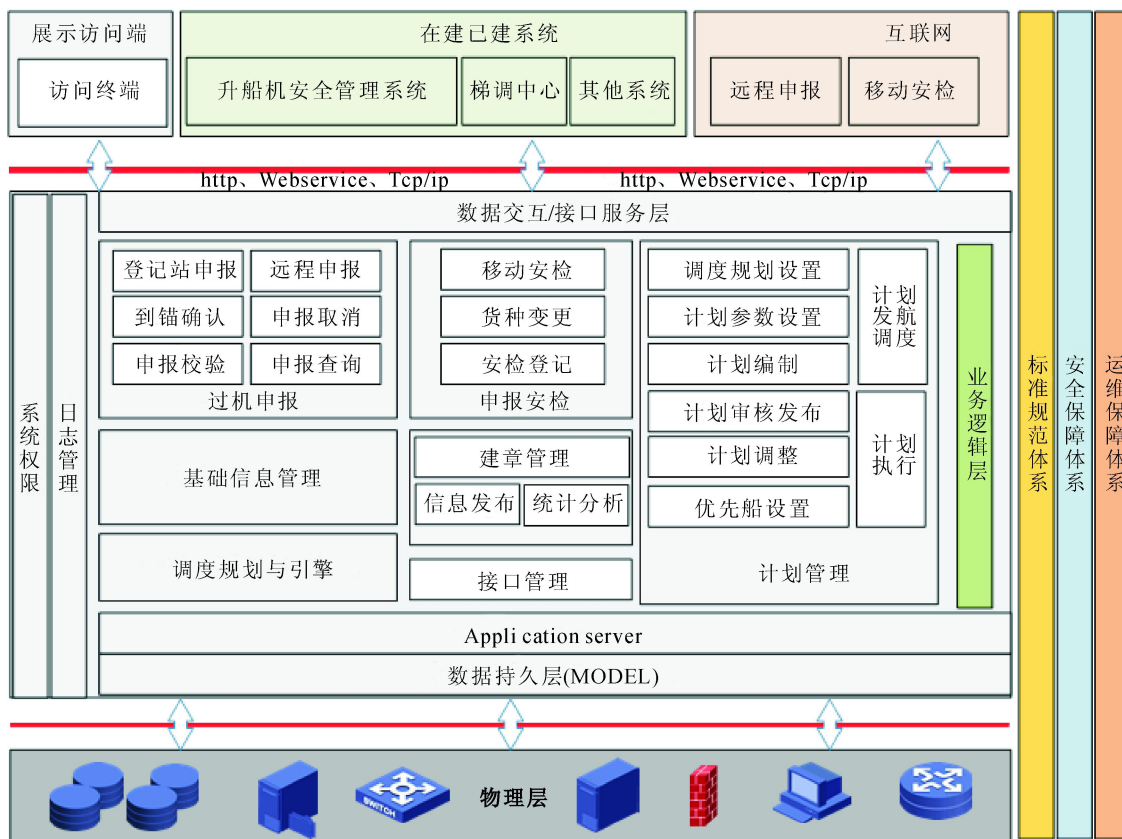 展示访问端
访问终端
在建已建系统
升船机安全管理系统
梯调中心
其他系统
互联网
远程申报
移动安检
http、Webservice、Tcp/ip
http、Webservice、Tcp/ip
系统权限
日志管理
数据交互/接口服务层
登记站申报
远程申报
到锚确认
申报取消
申报校验
申报查询
过机申报
移动安检
货种变更
安检登记
申报安检
调度规划设置
计划参数设置
计划编制
计划审核发布
计划调整
优先船设置
计划
发航
调度
计划
执行
计划管理
基础信息管理
建章管理
信息发布
统计分析
调度规划与引擎
接口管理
业务逻辑层
Appli cation server
数据持久层(MODEL)
SWITCH
物理层
标准规范体系
安全保障体系
运维保障体系